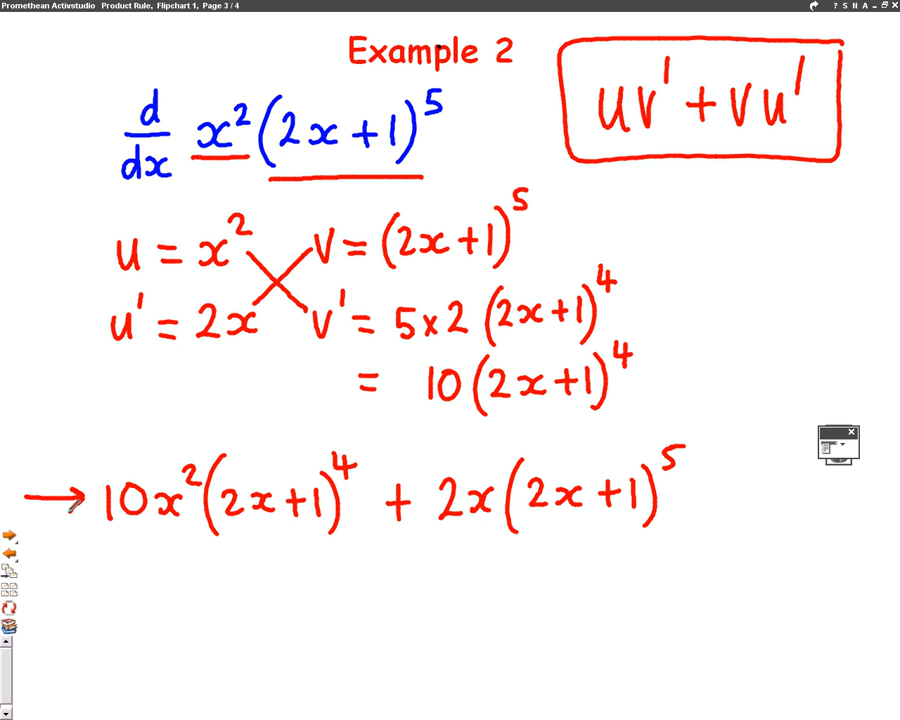 Promethean Activstudio Product Rule, Flipchart 1, Page 3 / 4 ? S N A
Example 2
uv' + vu'
d/dx x²(2x+1)⁵
u = x² v = (2x+1)⁵
u' = 2x v' = 5×2(2x+1)⁴
= 10(2x+1)⁴
→ 10x²(2x+1)⁴ + 2x(2x+1)⁵